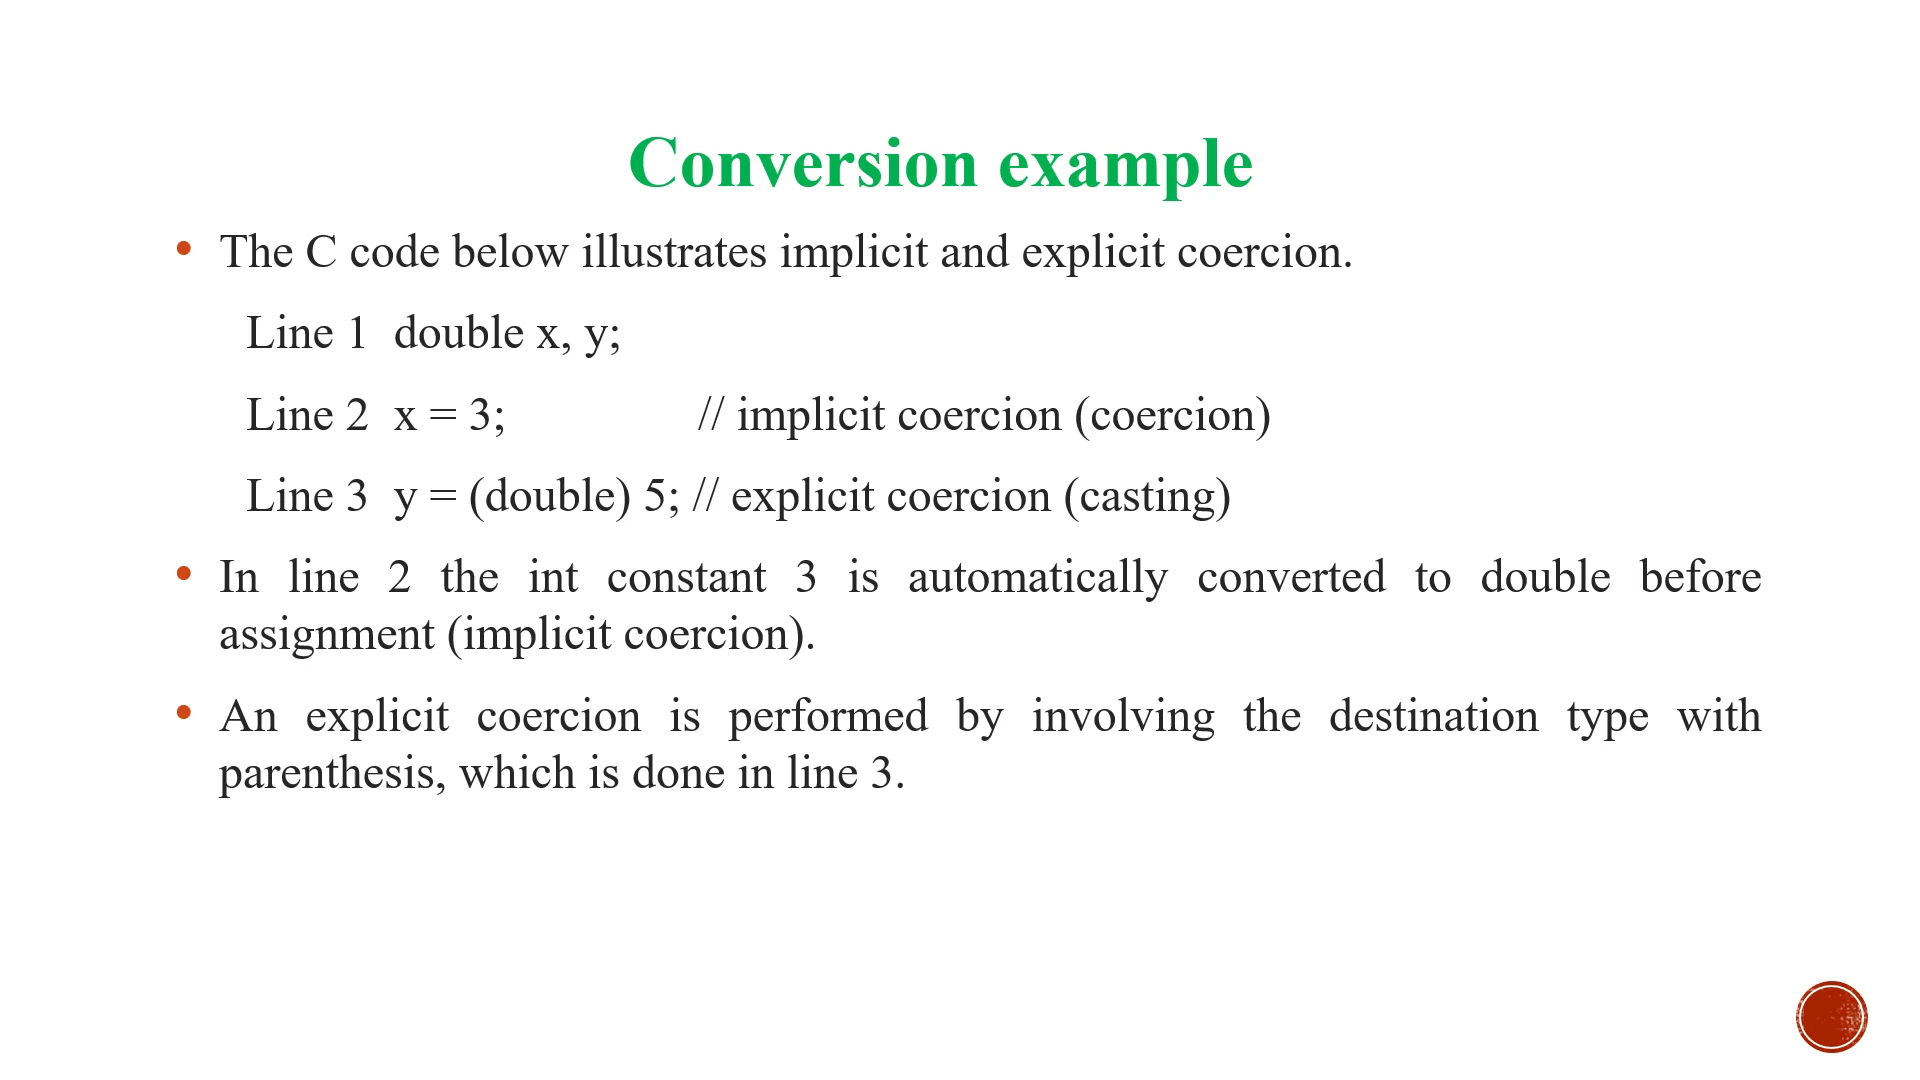 Conversion example
• The C code below illustrates implicit and explicit coercion.
Line 1 double x, y;
Line 2 x = 3; // implicit coercion (coercion)
Line 3 y = (double) 5; // explicit coercion (casting)
• In line 2 the int constant 3 is automatically converted to double before
assignment (implicit coercion).
• An explicit coercion is performed by involving the destination type with
parenthesis, which is done in line 3.